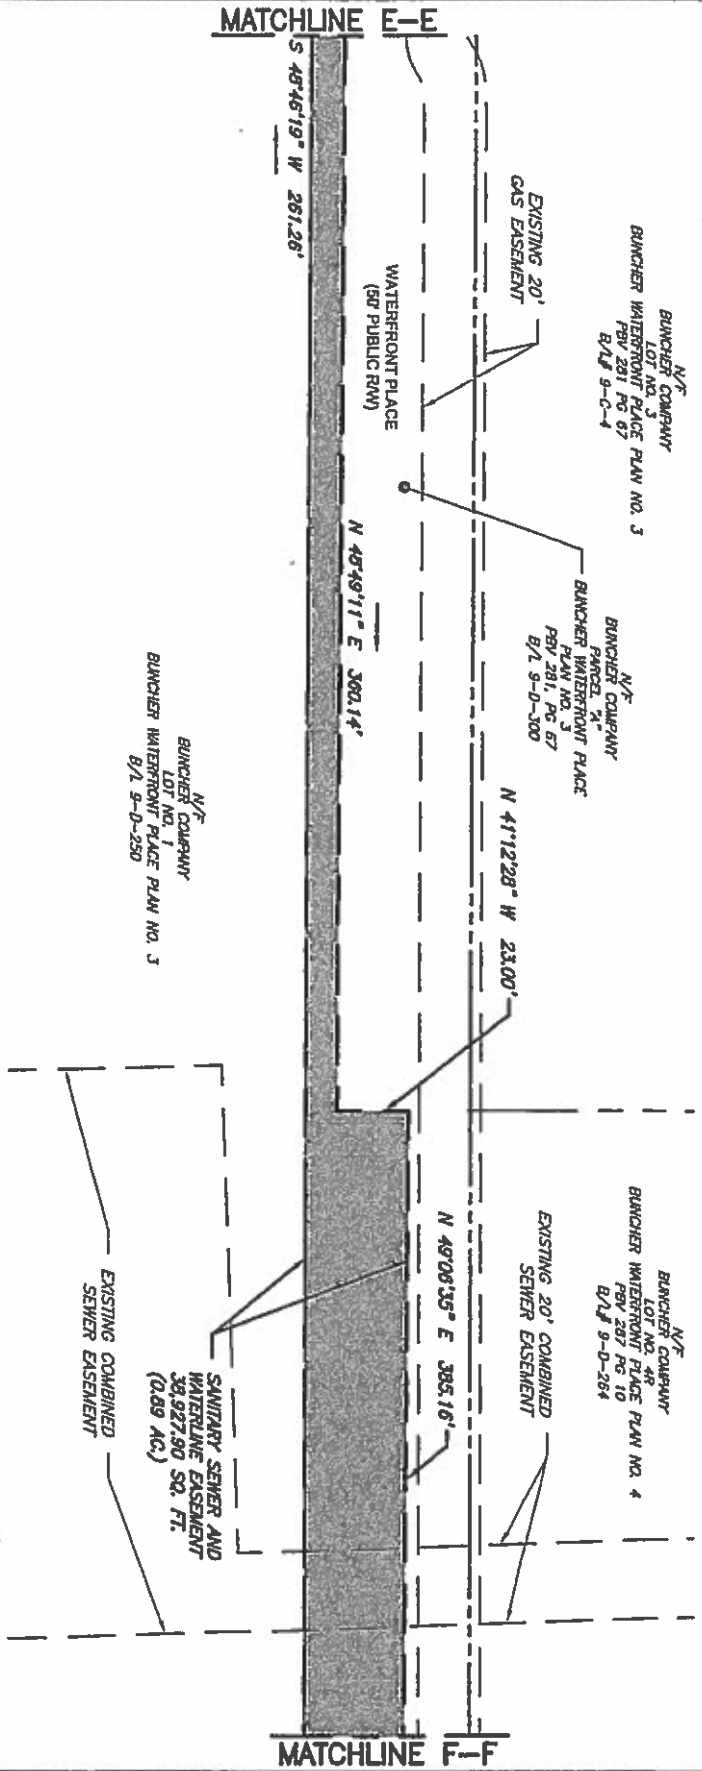 MATCHLINE E-E
S 48°46'19" W 261.26'
EXISTING 20'
GAS EASEMENT
WATERFRONT PLACE
(50' PUBLIC R/W)
N/F
BUNCHER COMPANY
LOT NO. 3
BUNCHER WATERFRONT PLACE PLAN NO. 3
PBV 281 PG 67
B/L# 9-C-4
N 48°49'11" E 360.14'
N/F
BUNCHER COMPANY
PARCEL "A"
BUNCHER WATERFRONT PLACE
PLAN NO. 3
PBV 281, PG 67
B/L 9-D-300
N/F
BUNCHER COMPANY
LOT NO. 1
BUNCHER WATERFRONT PLACE PLAN NO. 3
B/L 9-D-250
N 41°12'28" W 23.00'
N/F
BUNCHER COMPANY
LOT NO. 4R
BUNCHER WATERFRONT PLACE PLAN NO. 4
PBV 287 PG 10
B/L# 9-D-264
EXISTING 20' COMBINED
SEWER EASEMENT
N 49°06'35" E 385.16'
SANITARY SEWER AND
WATERLINE EASEMENT
38,927.90 SQ. FT.
(0.89 AC.)
EXISTING COMBINED
SEWER EASEMENT
MATCHLINE F-F